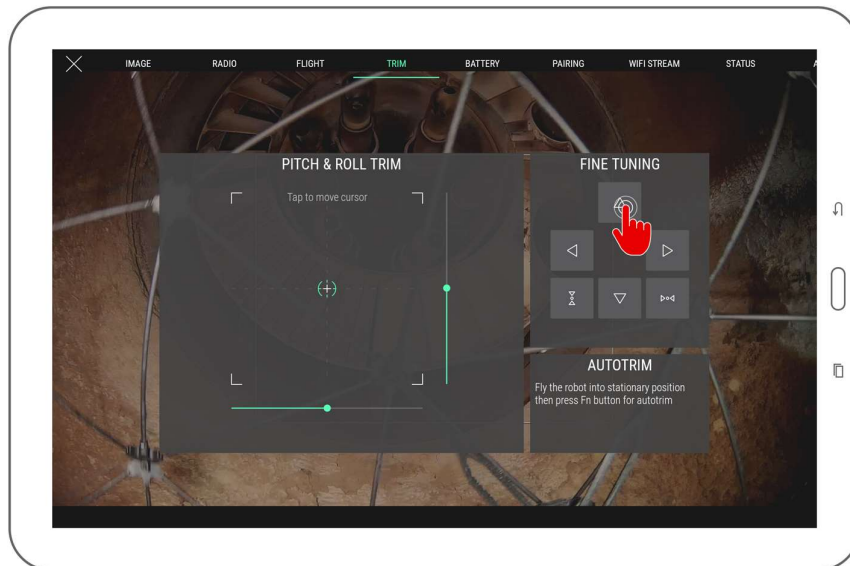 IMAGE RADIO FLIGHT TRIM BATTERY PAIRING WIFI STREAM STATUS
PITCH & ROLL TRIM
Tap to move cursor
FINE TUNING
AUTOTRIM
Fly the robot into stationary position
then press Fn button for autotrim